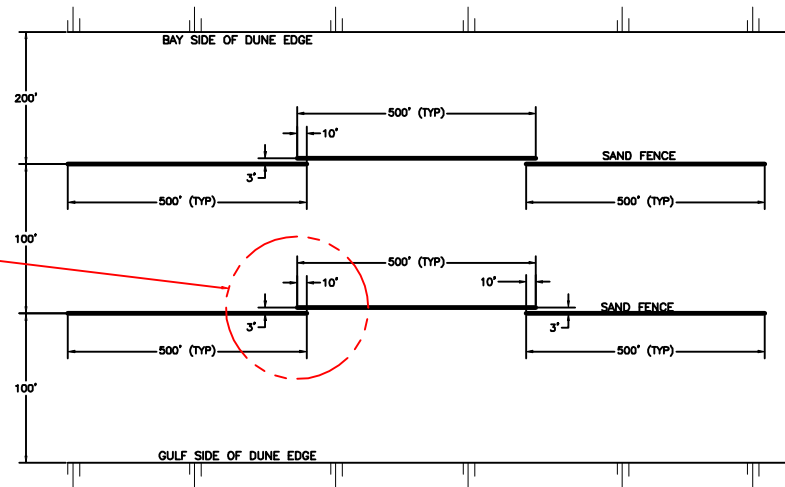 BAY SIDE OF DUNE EDGE
200'
500' (TYP)
10'
SAND FENCE
3'
500' (TYP)
500' (TYP)
100'
500' (TYP)
10'
10'
SAND FENCE
3'
3'
500' (TYP)
500' (TYP)
100'
GULF SIDE OF DUNE EDGE